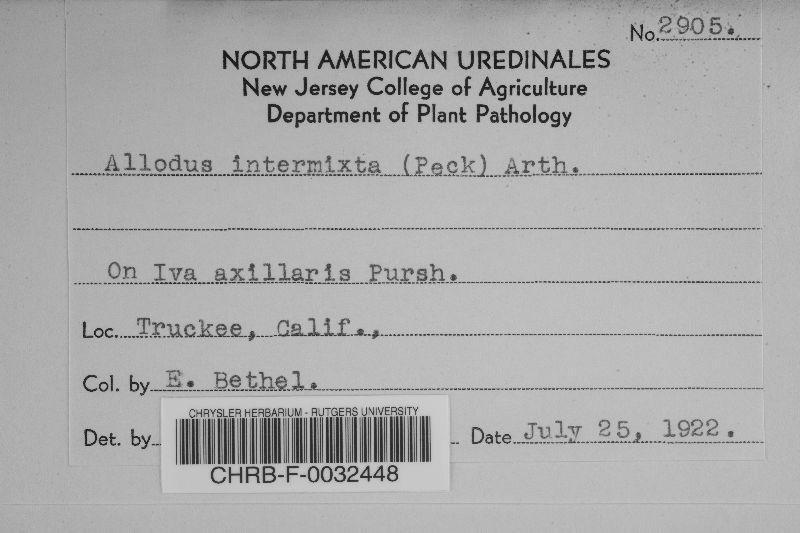 No. 2905.
NORTH AMERICAN UREDINALES
New Jersey College of Agriculture
Department of Plant Pathology
Allodus intermixta (Peck) Arth.
On Iva axillaris Pursh.
Loc. Truckee, Calif.,
Col. by E. Bethel.
Det. by
Date July 25, 1922.
CHRYSLER HERBARIUM - RUTGERS UNIVERSITY
CHRB-F-0032448